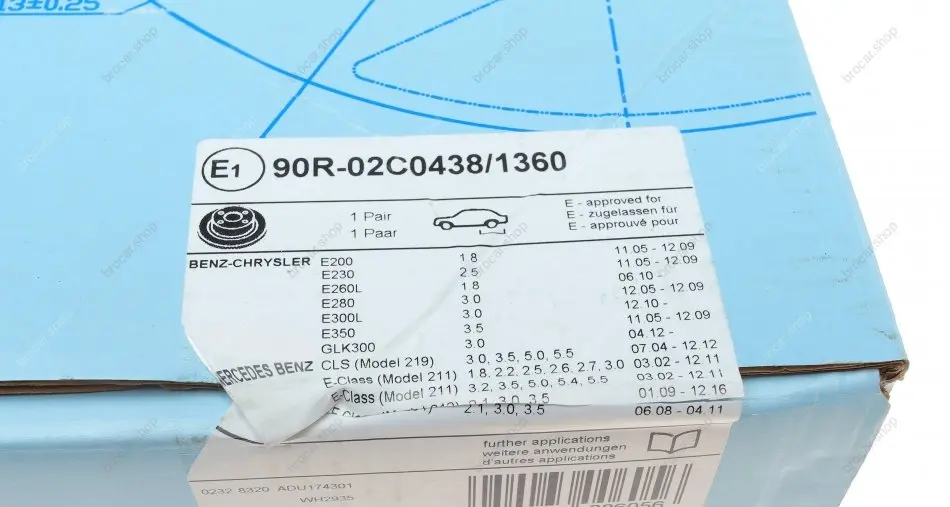 13±0.25
E1 90R-02C0438/1360
1 Pair
1 Paar
E - approved for
E - zugelassen für
E - approuvé pour
BENZ-CHRYSLER E200 1.8 11.05 - 12.09
E230 2.5 11.05 - 12.09
E260L 1.8 06.10 -
E280 3.0 12.05 - 12.09
E300L 3.0 12.10 -
E350 3.5 11.05 - 12.09
GLK300 3.0 04.12 -
MERCEDES BENZ CLS (Model 219) 3.0, 3.5, 5.0, 5.5 07.04 - 12.12
E-Class (Model 211) 1.8, 2.2, 2.5, 2.6, 2.7, 3.0 03.02 - 12.11
E-Class (Model 211) 3.2, 3.5, 5.0, 5.4, 5.5 03.02 - 12.11
2.1, 3.0, 3.5 01.09 - 12.16
06.08 - 04.11
further applications
weitere anwendungen
d'autres applications
0232 8320 ADU174301
WH2935
brocar.shop